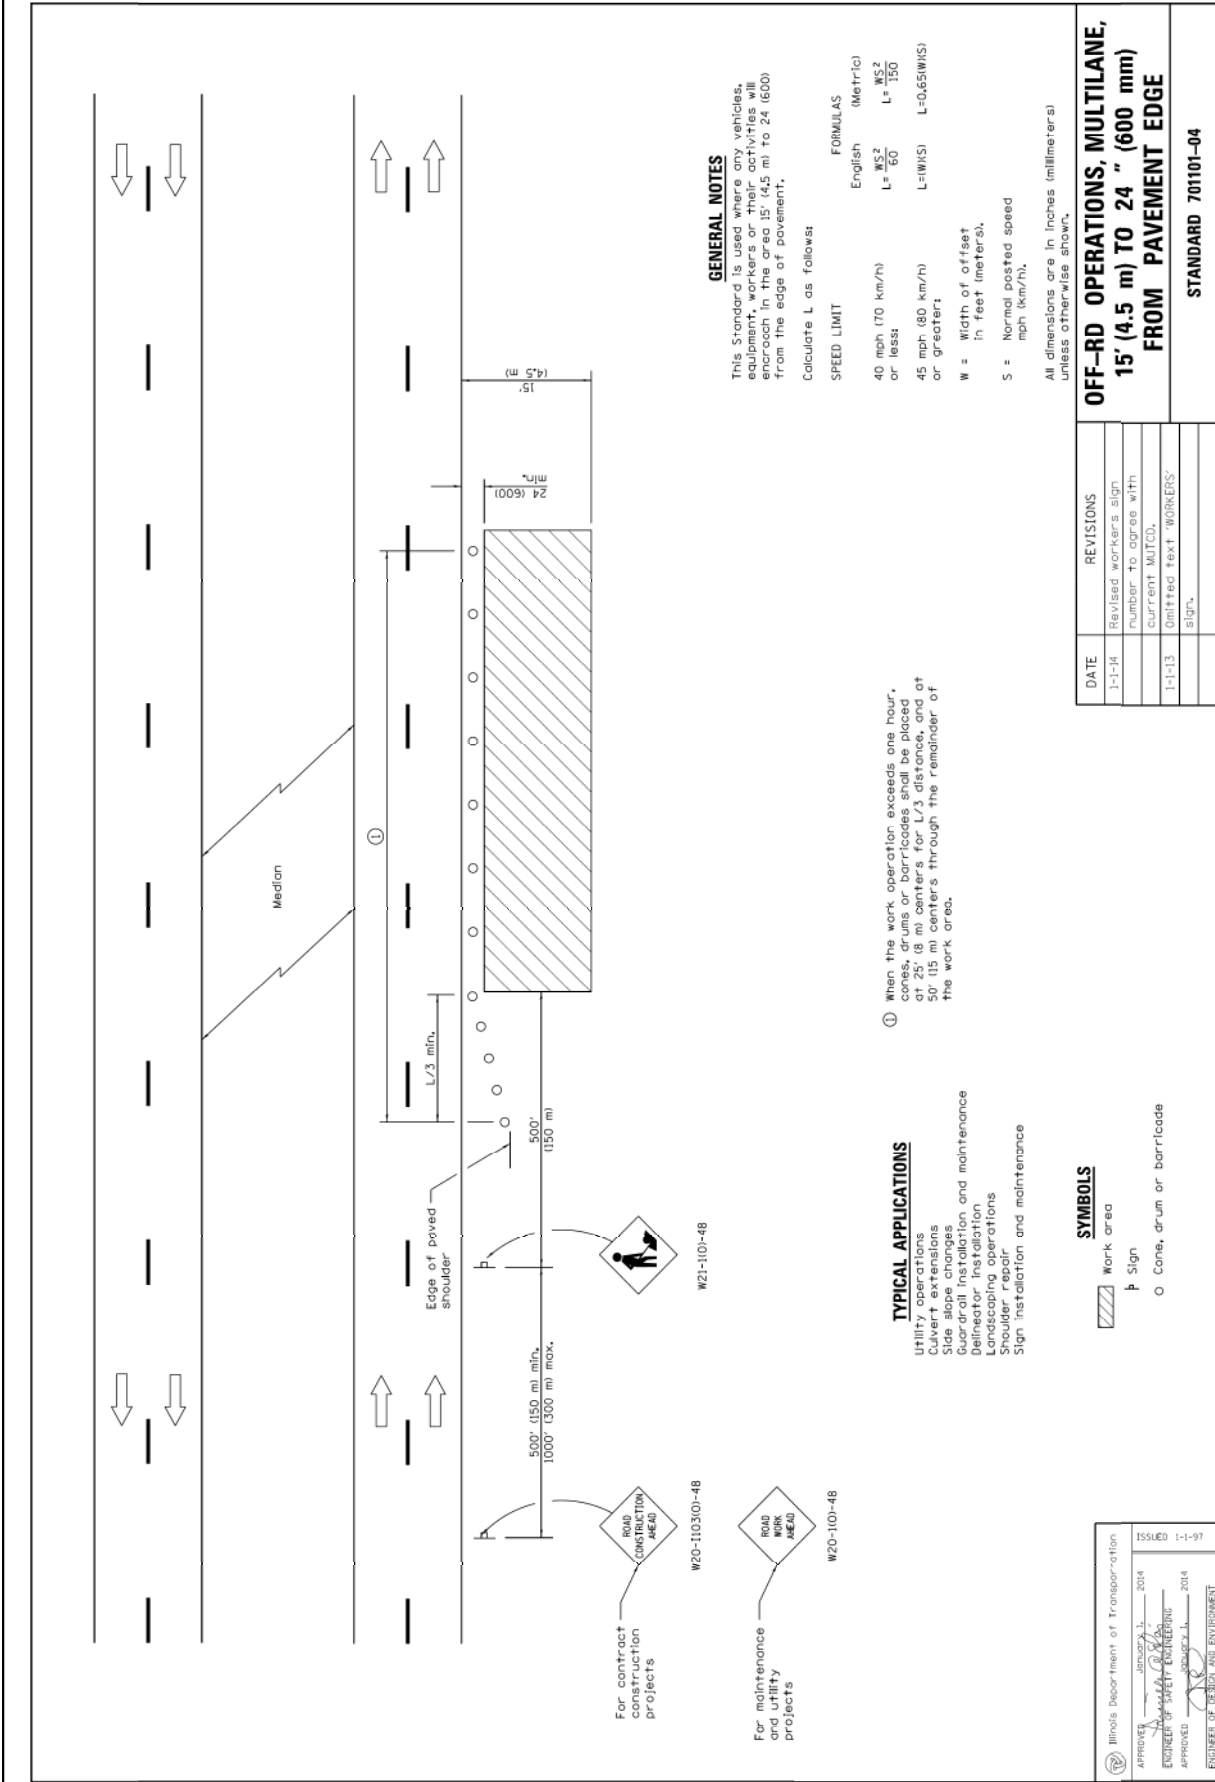 Median
①
L/3 min.
Edge of paved
shoulder
24 (600)
min.
15'
(4.5 m)
500' (150 m) min.
1000' (300 m) max.
500'
(150 m)
For contract
construction
projects
ROAD
CONSTRUCTION
AHEAD
W20-I103(O)-48
W21-1(O)-48
For maintenance
and utility
projects
ROAD
WORK
AHEAD
W20-1(O)-48
GENERAL NOTES
This Standard is used where any vehicles,
equipment, workers or their activities will
encroach in the area 15' (4.5 m) to 24 (600)
from the edge of pavement.
Calculate L as follows:
SPEED LIMIT FORMULAS
English (Metric)
40 mph (70 km/h) L= WS²/60 L= WS²/150
or less:
45 mph (80 km/h) L=(W)(S) L=0.65(W)(S)
or greater:
W = Width of offset
in feet (meters).
S = Normal posted speed
mph (km/h).
All dimensions are in inches (millimeters)
unless otherwise shown.
① When the work operation exceeds one hour,
cones, drums or barricades shall be placed
at 25' (8 m) centers for L/3 distance, and at
50' (15 m) centers through the remainder of
the work area.
TYPICAL APPLICATIONS
Utility operations
Culvert extensions
Side slope changes
Guardrail installation and maintenance
Delineator installation
Landscaping operations
Shoulder repair
Sign installation and maintenance
SYMBOLS
Work area
Sign
Cone, drum or barricade
Illinois Department of Transportation
APPROVED January 1, 2014
ENGINEER OF SAFETY ENGINEERING
APPROVED January 1, 2014
ENGINEER OF DESIGN AND ENVIRONMENT
ISSUED 1-1-97
DATE REVISIONS
1-1-14 Revised workers sign
number to agree with
current MUTCD.
1-1-13 Omitted text 'WORKERS'
sign.
OFF-RD OPERATIONS, MULTILANE,
15' (4.5 m) TO 24 " (600 mm)
FROM PAVEMENT EDGE
STANDARD 701101-04